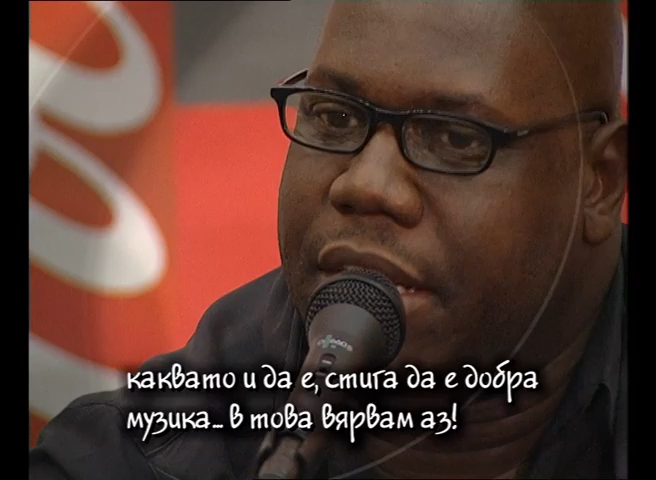 каквато и да е, стига да е добра
музика... в това вярвам аз!